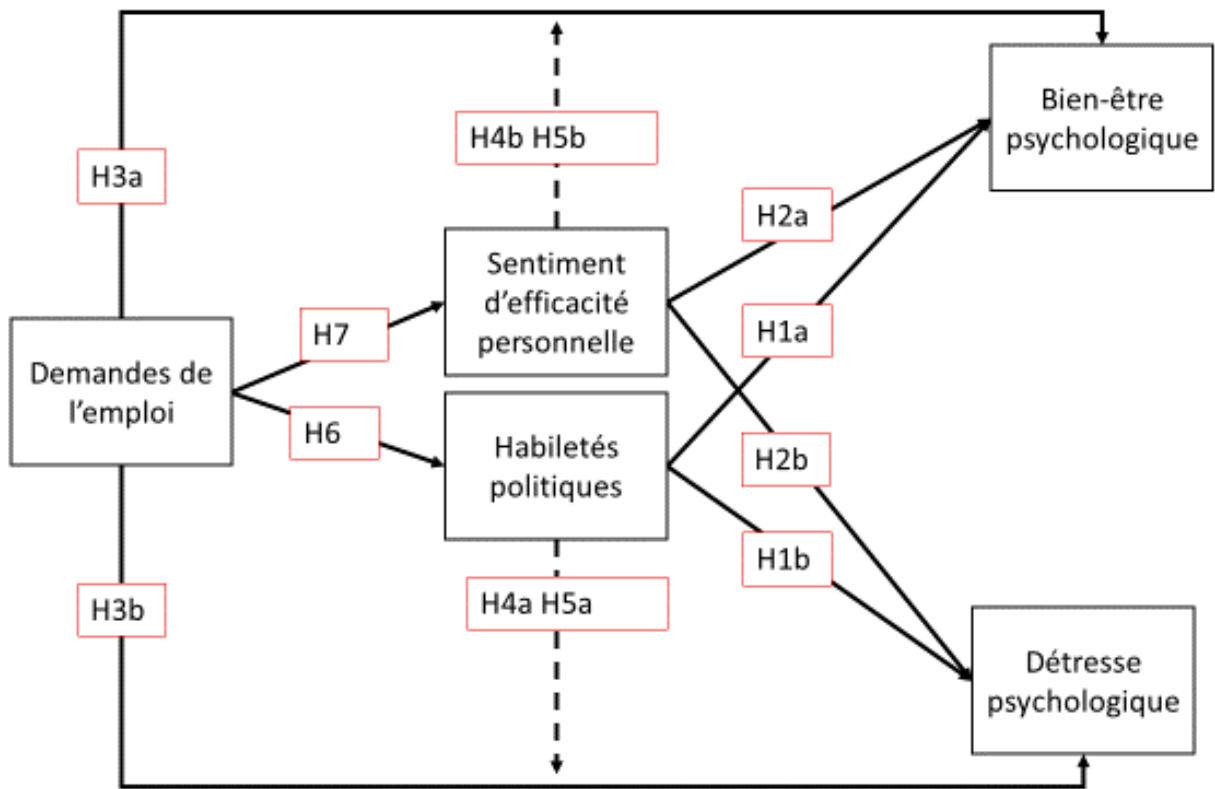 Bien-être
psychologique
H4b H5b
H3a
H2a
Sentiment
d'efficacité
personnelle
H7
H1a
Demandes de
l'emploi
H6
Habiletés
politiques
H2b
H1b
H3b
H4a H5a
Détresse
psychologique